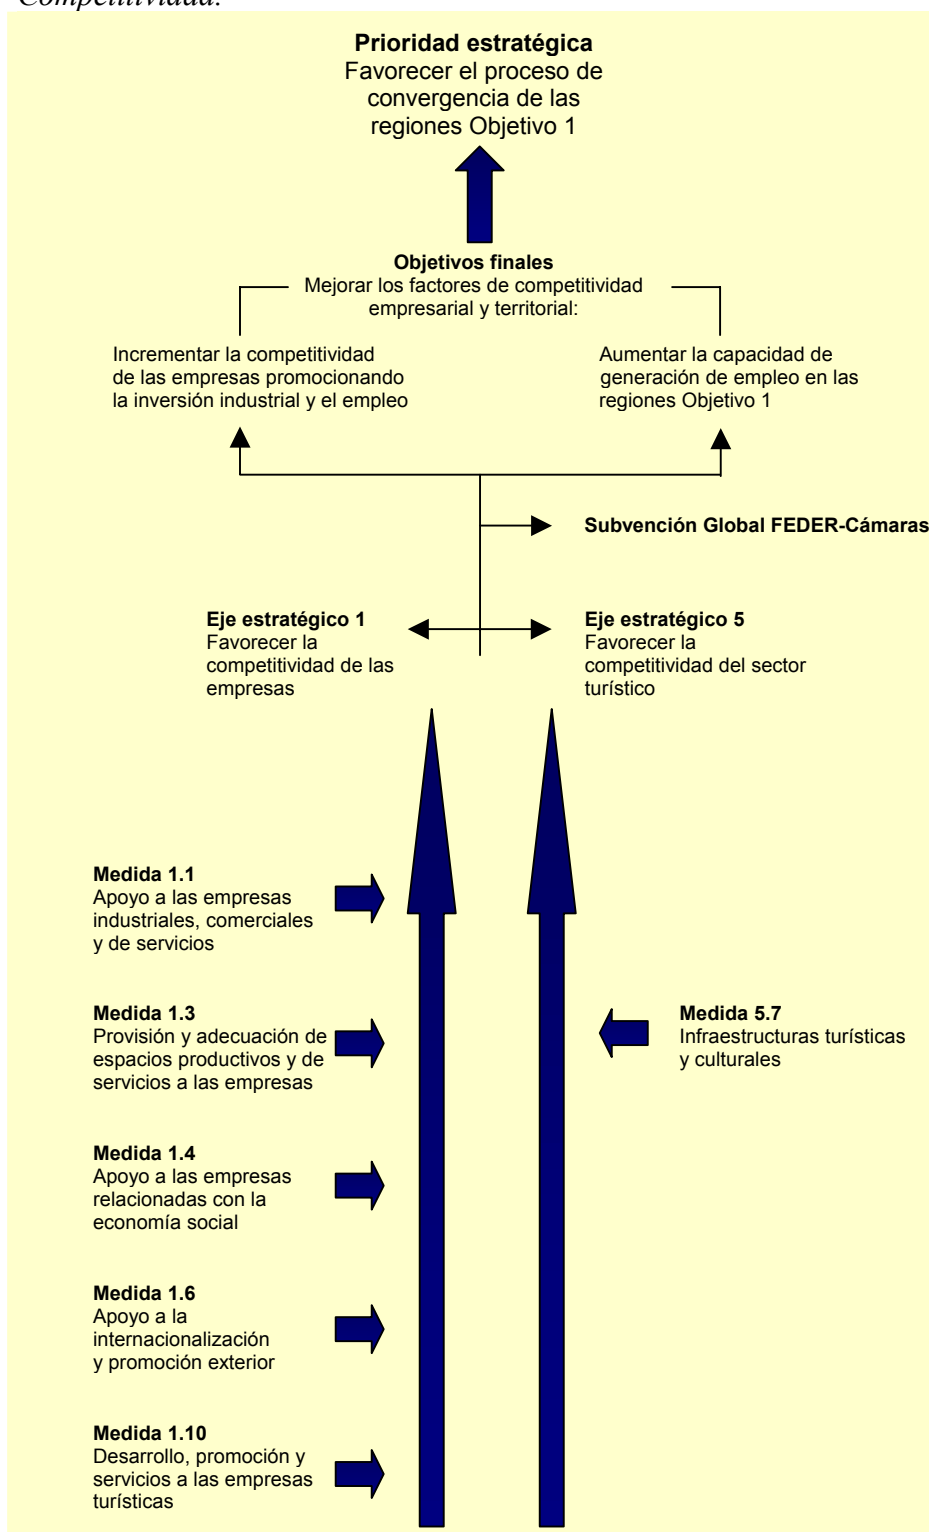 Competitividad.
Prioridad estratégica
Favorecer el proceso de
convergencia de las
regiones Objetivo 1
Objetivos finales
Mejorar los factores de competitividad
empresarial y territorial:
Incrementar la competitividad
de las empresas promocionando
la inversión industrial y el empleo
Aumentar la capacidad de
generación de empleo en las
regiones Objetivo 1
Subvención Global FEDER-Cámaras
Eje estratégico 1
Favorecer la
competitividad de las
empresas
Eje estratégico 5
Favorecer la
competitividad del sector
turístico
Medida 1.1
Apoyo a las empresas
industriales, comerciales
y de servicios
Medida 1.3
Provisión y adecuación de
espacios productivos y de
servicios a las empresas
Medida 5.7
Infraestructuras turísticas
y culturales
Medida 1.4
Apoyo a las empresas
relacionadas con la
economía social
Medida 1.6
Apoyo a la
internacionalización
y promoción exterior
Medida 1.10
Desarrollo, promoción y
servicios a las empresas
turísticas